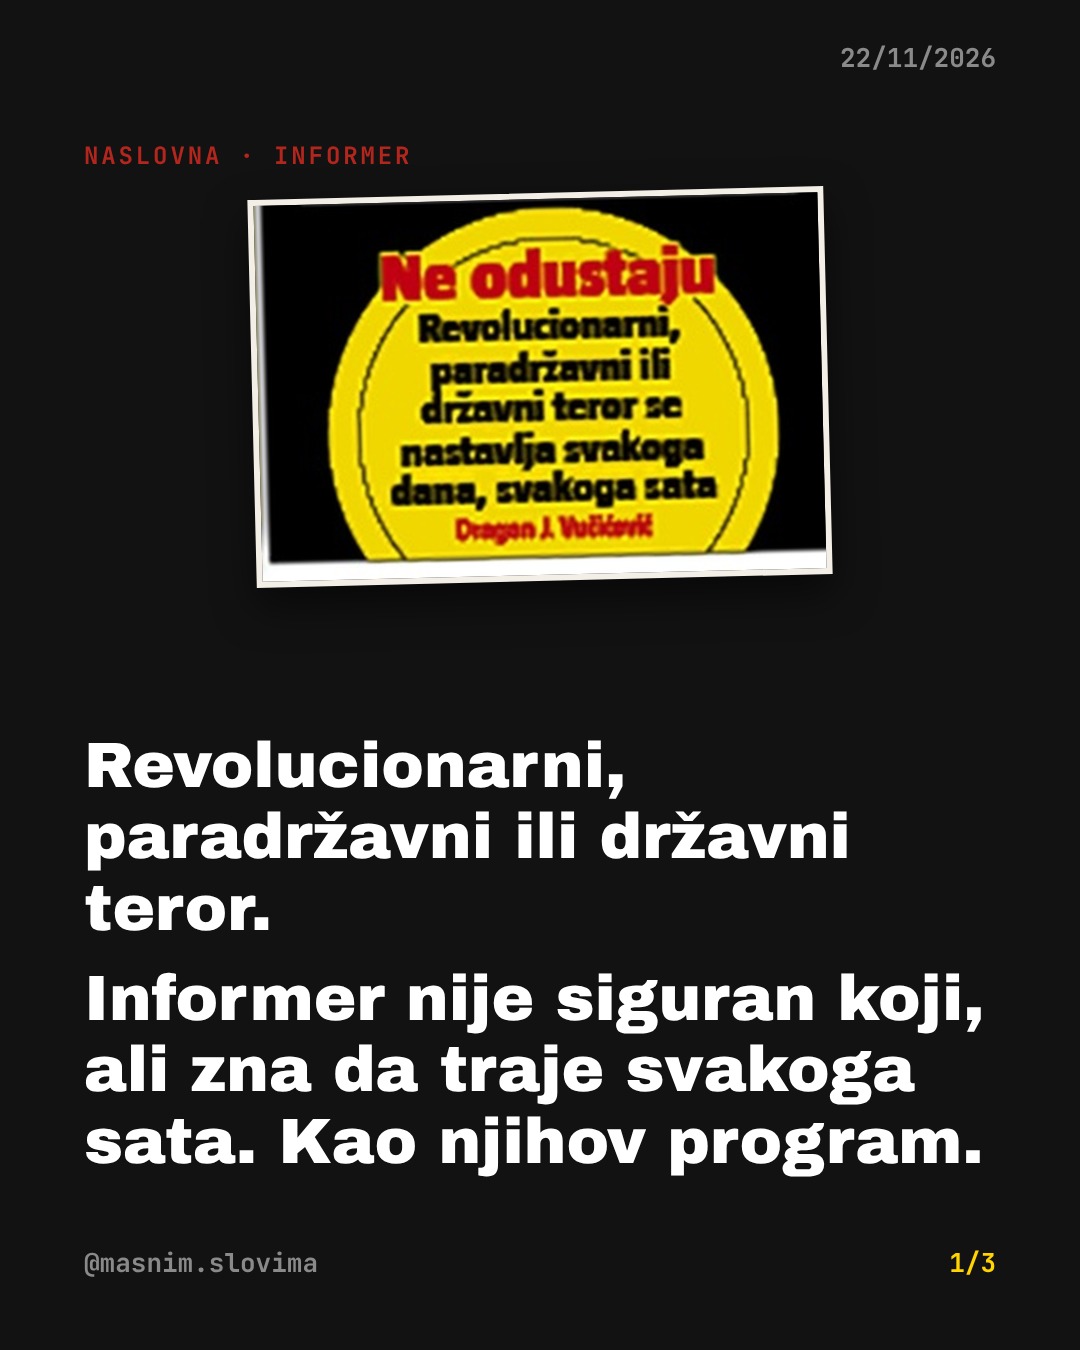 22/11/2026
NASLOVNA · INFORMER
Ne odustaju
Revolucionarni,
paradržavni ili
državni teror se
nastavlja svakoga
dana, svakoga sata
Dragan J. Vučićević
Revolucionarni,
paradržavni ili državni
teror.
Informer nije siguran koji,
ali zna da traje svakoga
sata. Kao njihov program.
@masnim.slovima
1/3